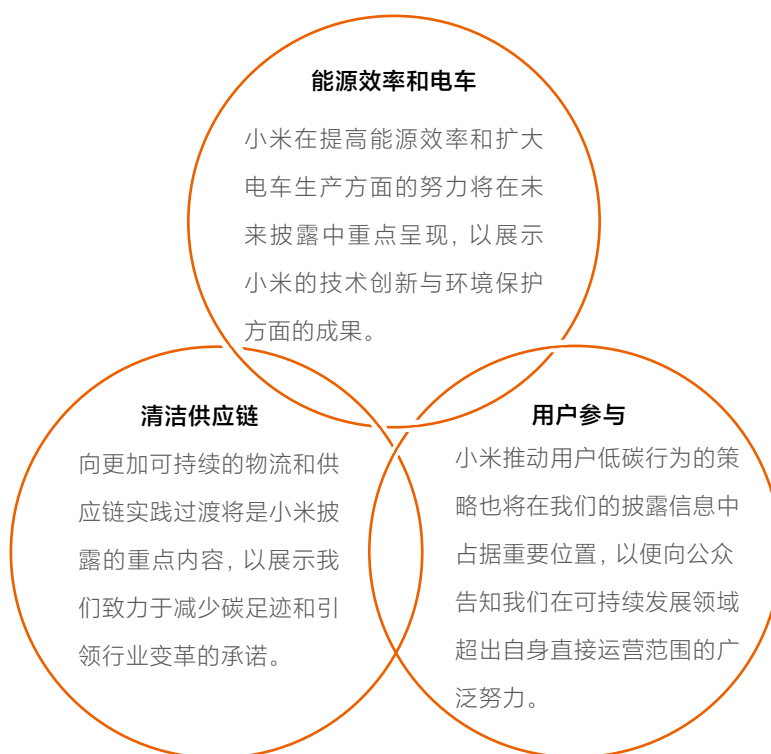 能源效率和电车
小米在提高能源效率和扩大
电车生产方面的努力将在未
来披露中重点呈现，以展示
小米的技术创新与环境保护
方面的成果。
清洁供应链
向更加可持续的物流和供
应链实践过渡将是小米披
露的重点内容，以展示我
们致力于减少碳足迹和引
领行业变革的承诺。
用户参与
小米推动用户低碳行为的策
略也将在我们的披露信息中
占据重要位置，以便向公众
告知我们在可持续发展领域
超出自身直接运营范围的广
泛努力。